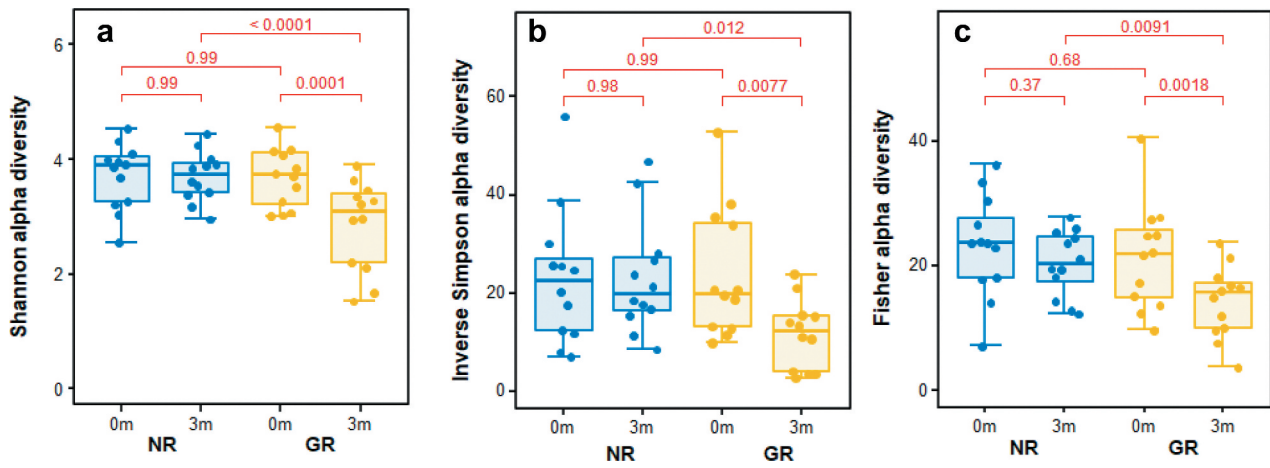 a
Shannon alpha diversity
6
4
2
0
< 0.0001
0.99
0.99
0.0001
0m
3m
0m
3m
NR
GR
b
Inverse Simpson alpha diversity
60
40
20
0
0.012
0.99
0.98
0.0077
0m
3m
0m
3m
NR
GR
c
Fisher alpha diversity
40
20
0
0.0091
0.68
0.37
0.0018
0m
3m
0m
3m
NR
GR